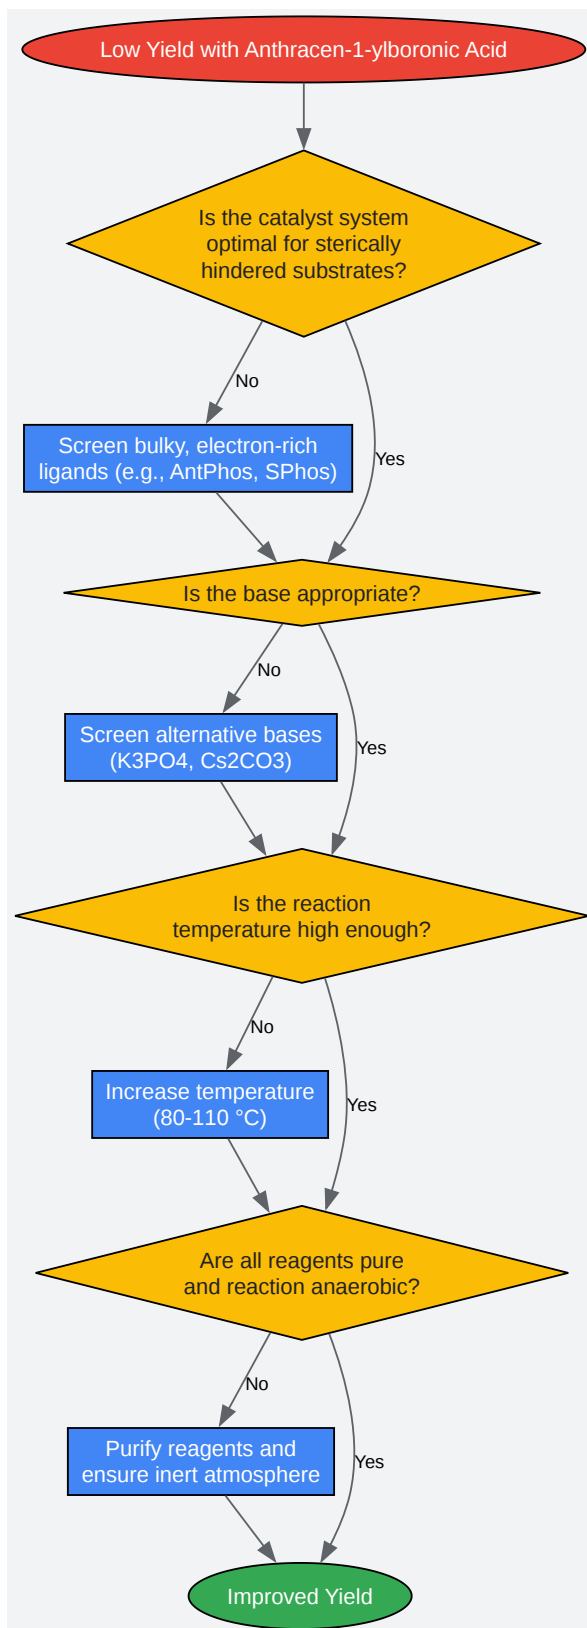 Low Yield with Anthracen-1-ylboronic Acid
Is the catalyst system
optimal for sterically
hindered substrates?
No
Yes
Screen bulky, electron-rich
ligands (e.g., AntPhos, SPhos)
Is the base appropriate?
No
Yes
Screen alternative bases
(K3PO4, Cs2CO3)
Is the reaction
temperature high enough?
No
Yes
Increase temperature
(80-110 °C)
Are all reagents pure
and reaction anaerobic?
No
Yes
Purify reagents and
ensure inert atmosphere
Improved Yield